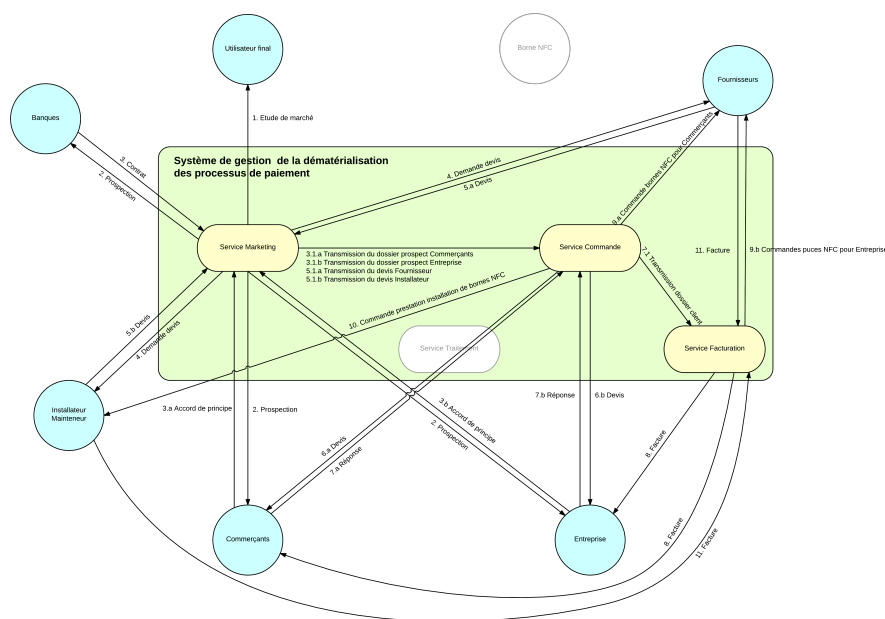 Utilisateur final
Borne NFC
Fournisseurs
Banques
1. Etude de marché
3. Contrat
2. Prospection
Système de gestion de la dématérialisation
des processus de paiement
4. Demande devis
5.a Devis
9.a Commande bornes NFC pour Commerçants
Service Marketing
Service Commande
3.1.a Transmission du dossier prospect Commerçants
3.1.b Transmission du dossier prospect Entreprise
5.1.a Transmission du devis Fournisseur
5.1.b Transmission du devis Installateur
7.1 Transmission dossier client
11. Facture
9.b Commandes puces NFC pour Entreprise
10. Commande prestation installation de bornes NFC
5.b Devis
4. Demande devis
Service Traitement
Service Facturation
Installateur
Mainteneur
3.a Accord de principe
2. Prospection
3.b Accord de principe
2. Prospection
7.b Réponse
6.b Devis
6.a Devis
7.a Réponse
8. Facture
8. Facture
11. Facture
Commerçants
Entreprise